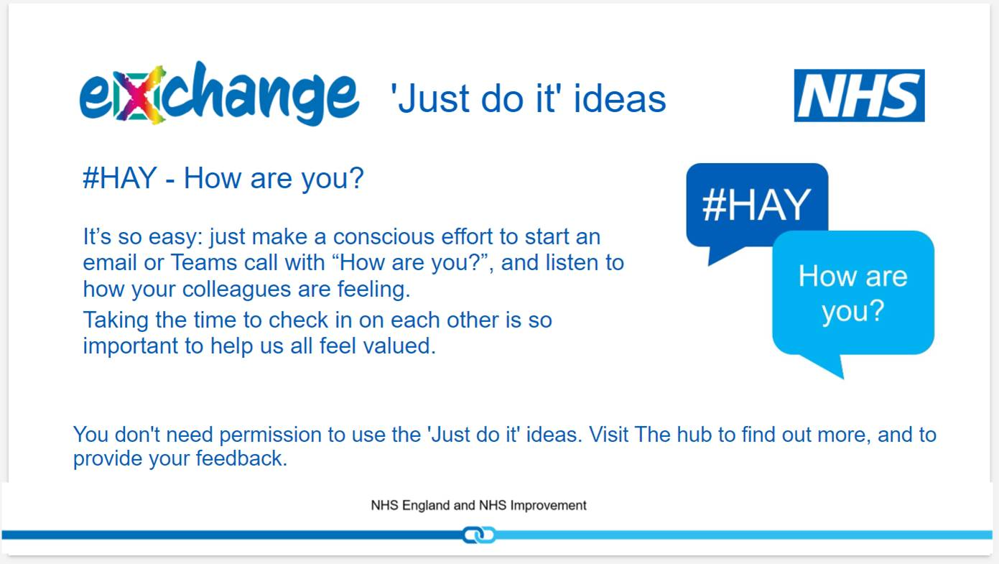 exchange 'Just do it' ideas
NHS
#HAY - How are you?
#HAY
How are
you?
It’s so easy: just make a conscious effort to start an
email or Teams call with “How are you?”, and listen to
how your colleagues are feeling.
Taking the time to check in on each other is so
important to help us all feel valued.
You don't need permission to use the 'Just do it' ideas. Visit The hub to find out more, and to
provide your feedback.
NHS England and NHS Improvement